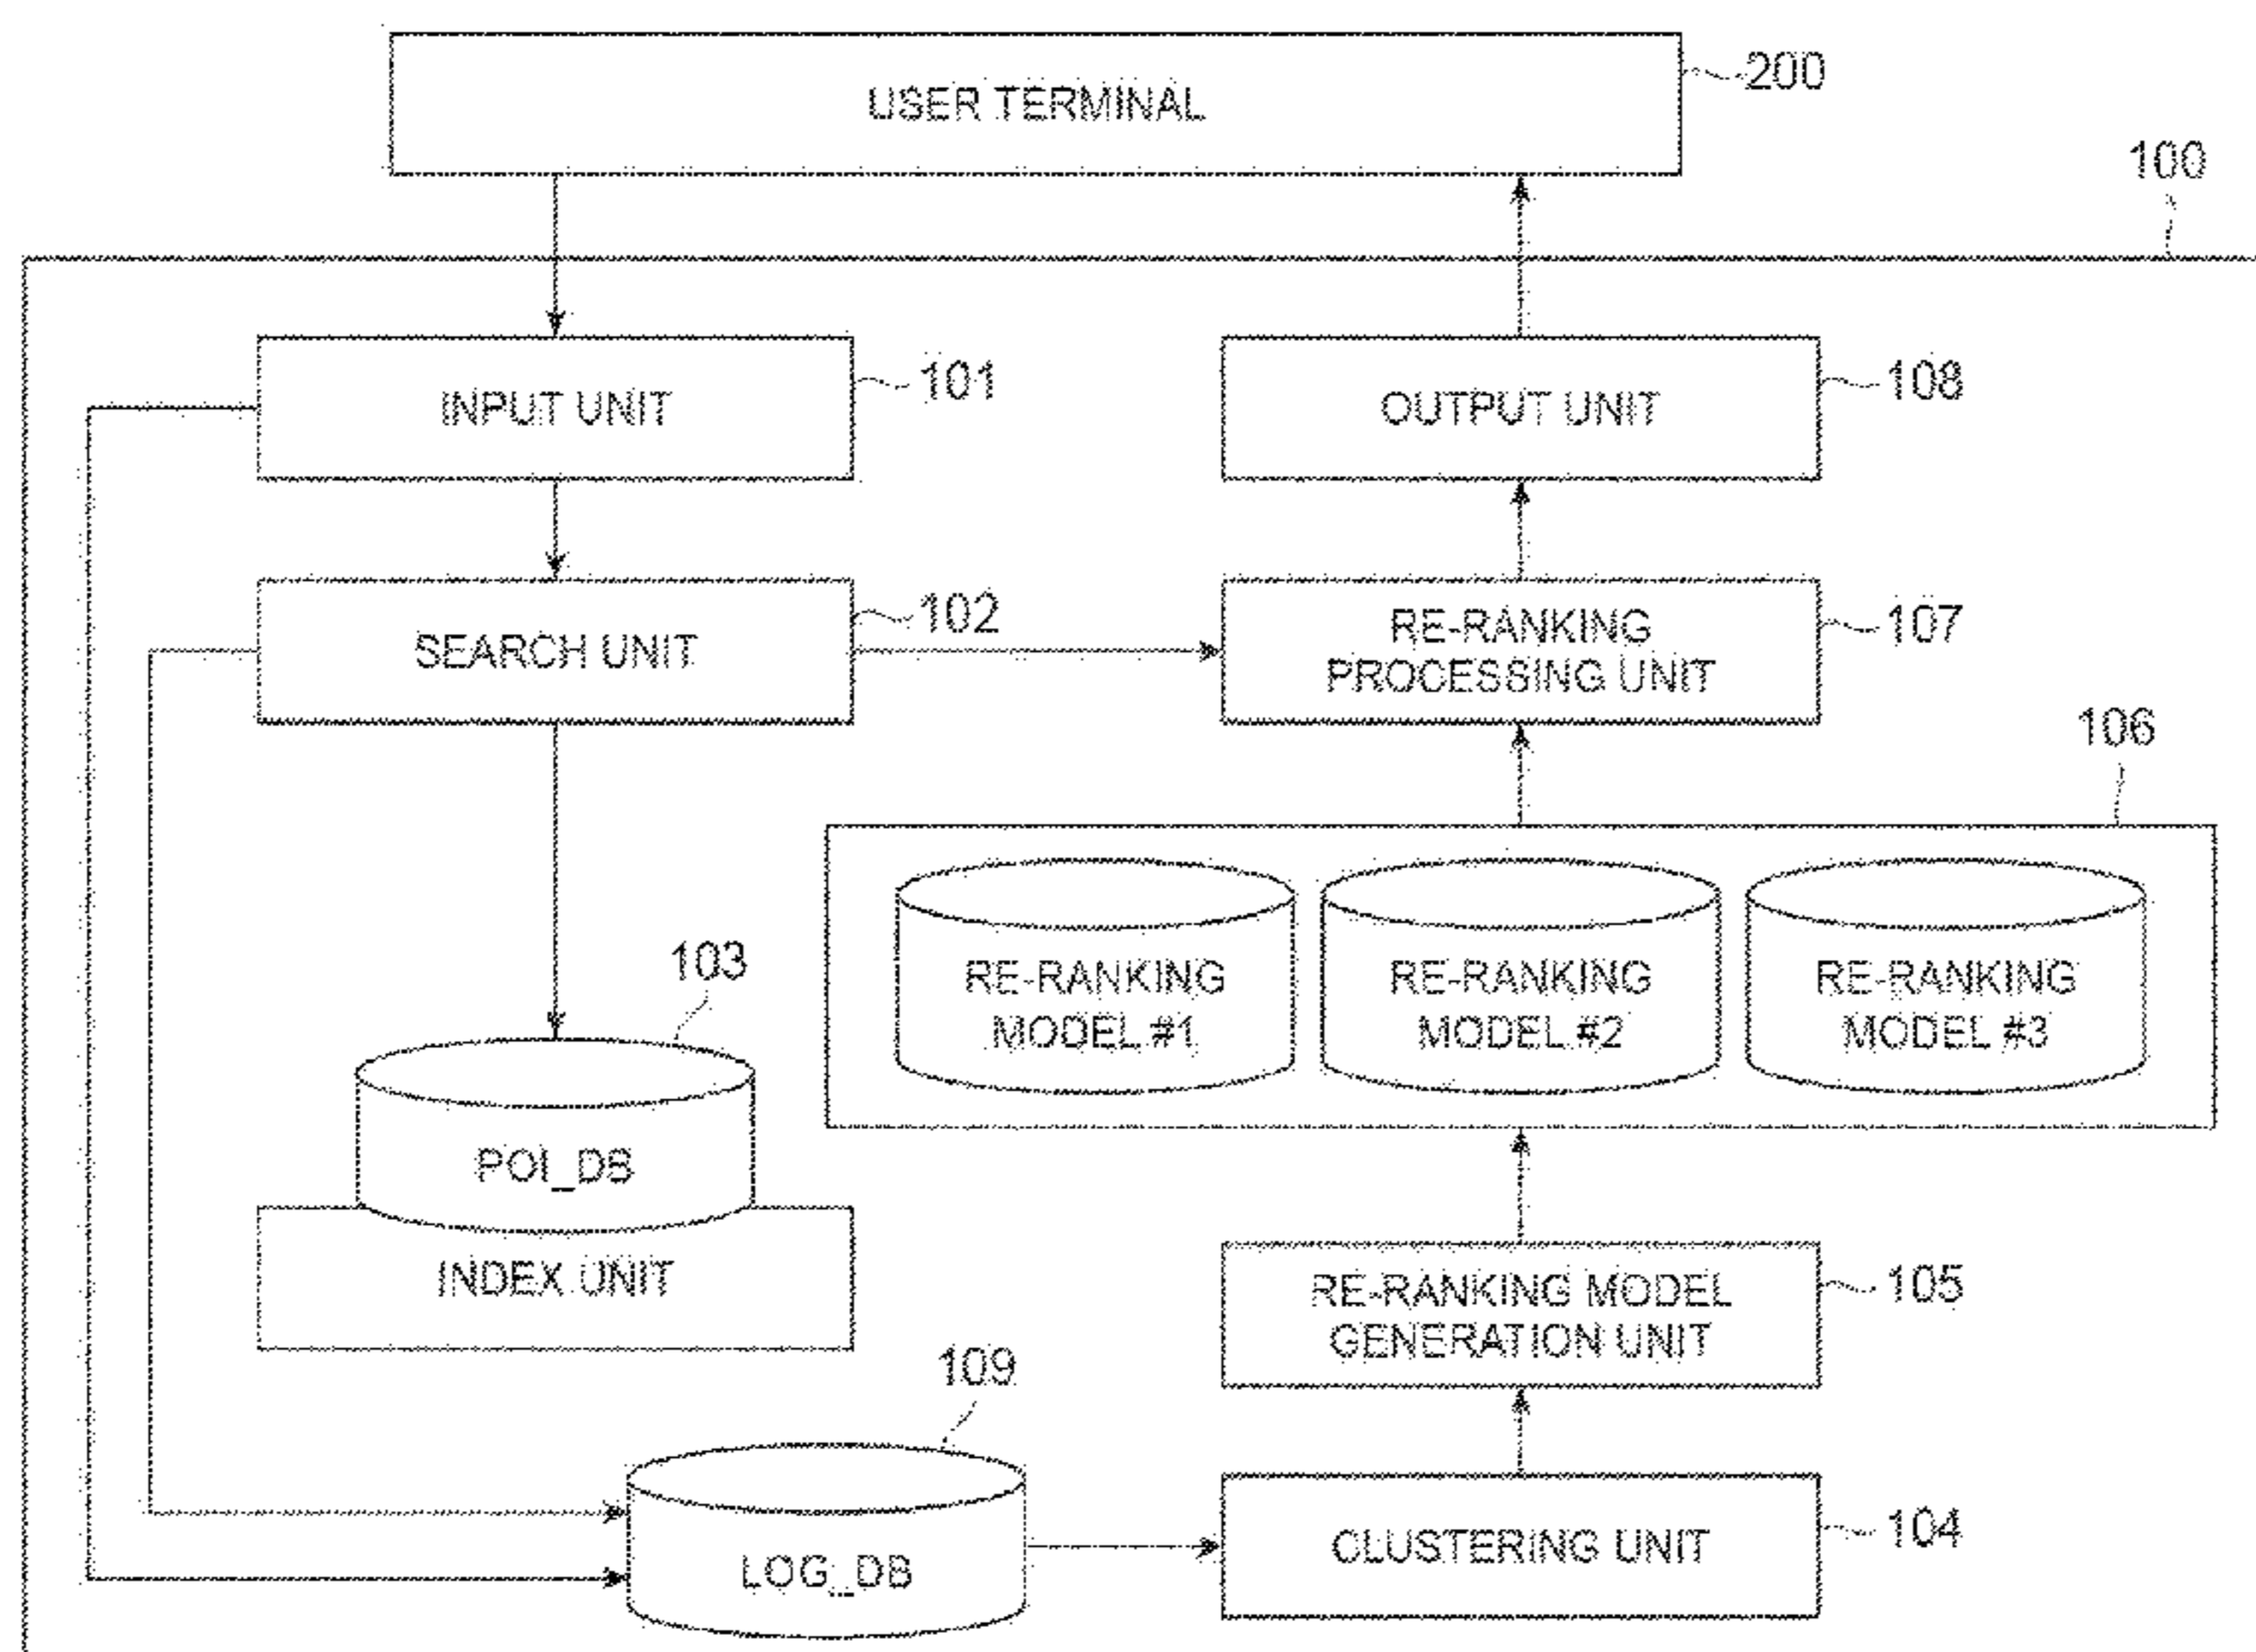 USER TERMINAL
200
100
INPUT UNIT
101
OUTPUT UNIT
108
SEARCH UNIT
102
RE-RANKING
PROCESSING UNIT
107
106
103
RE-RANKING
MODEL #1
RE-RANKING
MODEL #2
RE-RANKING
MODEL #3
POI_DB
INDEX UNIT
RE-RANKING MODEL
GENERATION UNIT
105
109
LOG_DB
CLUSTERING UNIT
104